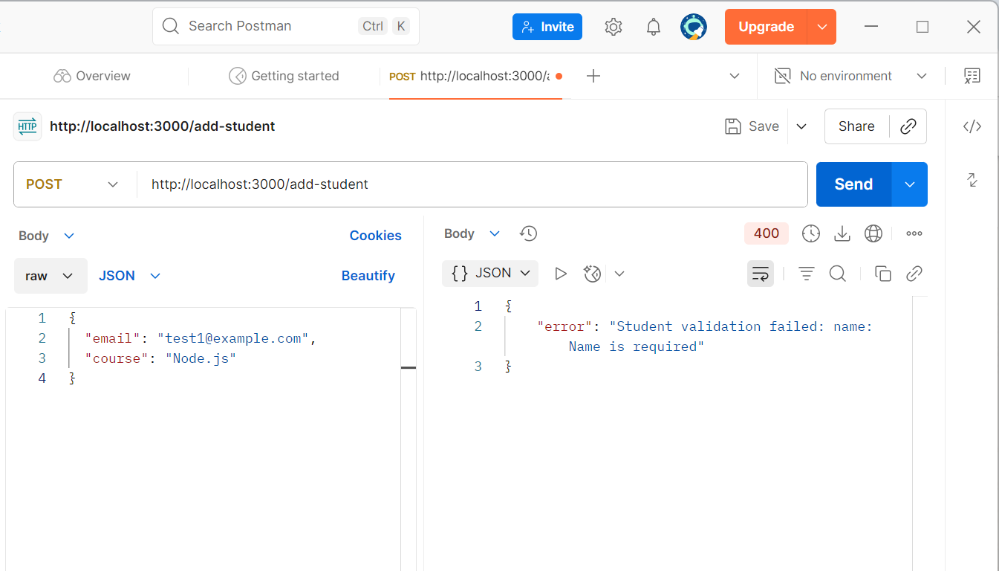 Search Postman Ctrl K Invite Upgrade
Overview Getting started POST http://localhost:3000/a No environment
HTTP http://localhost:3000/add-student Save Share
POST http://localhost:3000/add-student Send
Body Cookies
raw JSON Beautify
1 {
2 "email": "test1@example.com",
3 "course": "Node.js"
4 }
Body 400
{} JSON
1 {
2 "error": "Student validation failed: name:
Name is required"
3 }